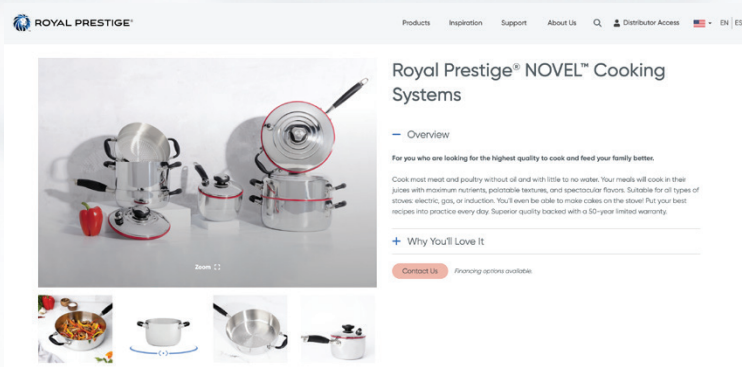 ROYAL PRESTIGE®
Products Inspiration Support About Us Distributor Access EN ES
Royal Prestige® NOVEL™ Cooking
Systems
Overview
For you who are looking for the highest quality to cook and feed your family better.
Cook most meat and poultry without oil and with little to no water. Your meals will cook in their
juices with maximum nutrients, palatable textures, and spectacular flavors. Suitable for all types of
stoves: electric, gas, or induction. You'll even be able to make cakes on the stove! Put your best
recipes into practice every day. Superior quality backed with a 50-year limited warranty.
Why You'll Love It
Zoom
Contact Us Financing options available.